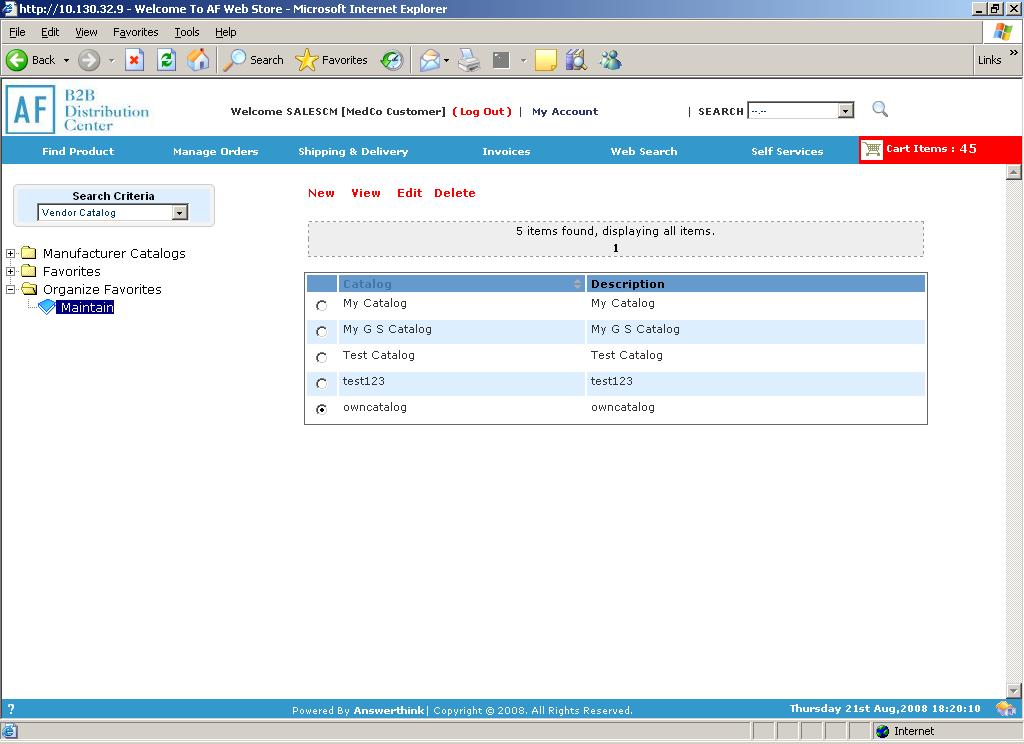 http://10.130.32.9 - Welcome To AF Web Store - Microsoft Internet Explorer
File Edit View Favorites Tools Help
Back Search Favorites Links »
AF B2B
Distribution
Center
Welcome SALESCM [MedCo Customer] ( Log Out ) | My Account | SEARCH --.--
Find Product Manage Orders Shipping & Delivery Invoices Web Search Self Services Cart Items : 45
Search Criteria
Vendor Catalog
New View Edit Delete
5 items found, displaying all items.
1
Manufacturer Catalogs
Favorites
Organize Favorites
Maintain
Catalog Description
My Catalog My Catalog
My G S Catalog My G S Catalog
Test Catalog Test Catalog
test123 test123
owncatalog owncatalog
? Powered By Answerthink | Copyright © 2008. All Rights Reserved. Thursday 21st Aug,2008 18:20:10
Internet